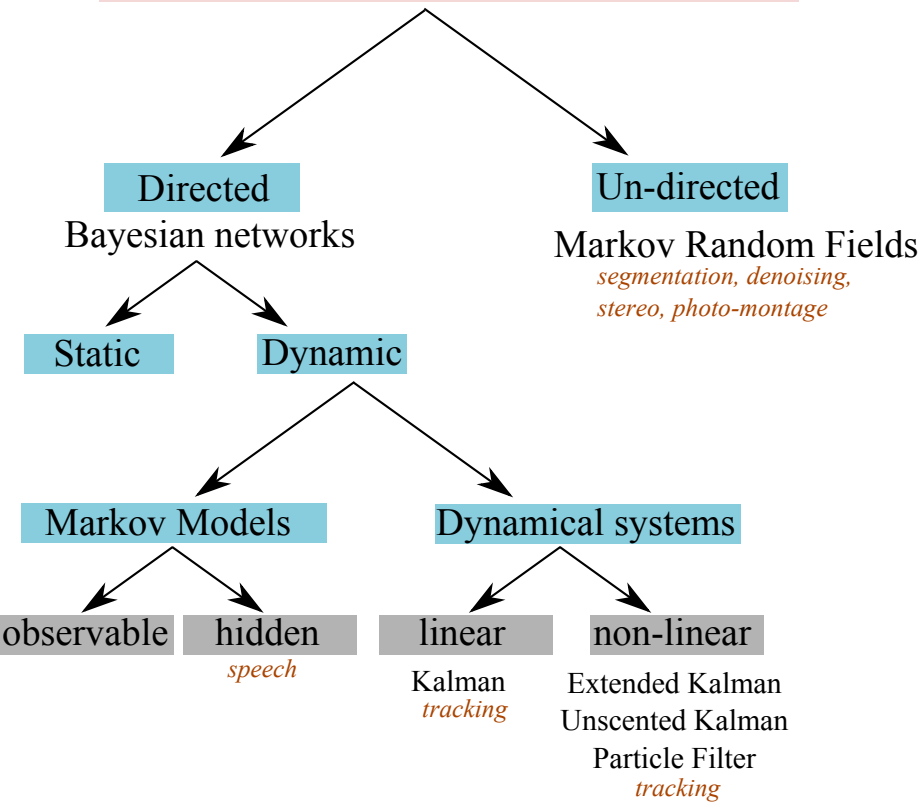 Directed
Un-directed
Bayesian networks
Markov Random Fields
segmentation, denoising,
stereo, photo-montage
Static
Dynamic
Markov Models
Dynamical systems
observable
hidden
linear
non-linear
speech
Kalman
tracking
Extended Kalman
Unscented Kalman
Particle Filter
tracking